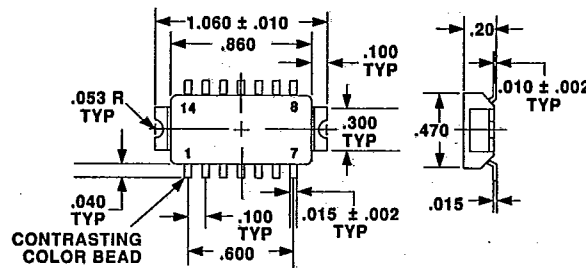 1.060 ± .010
.860
.100
TYP
.20
.010 ± .002
TYP
.053 R
TYP
14
8
.300
TYP
.470
1
7
.040
TYP
.100
TYP
.015 ± .002
TYP
.015
CONTRASTING
COLOR BEAD
.600